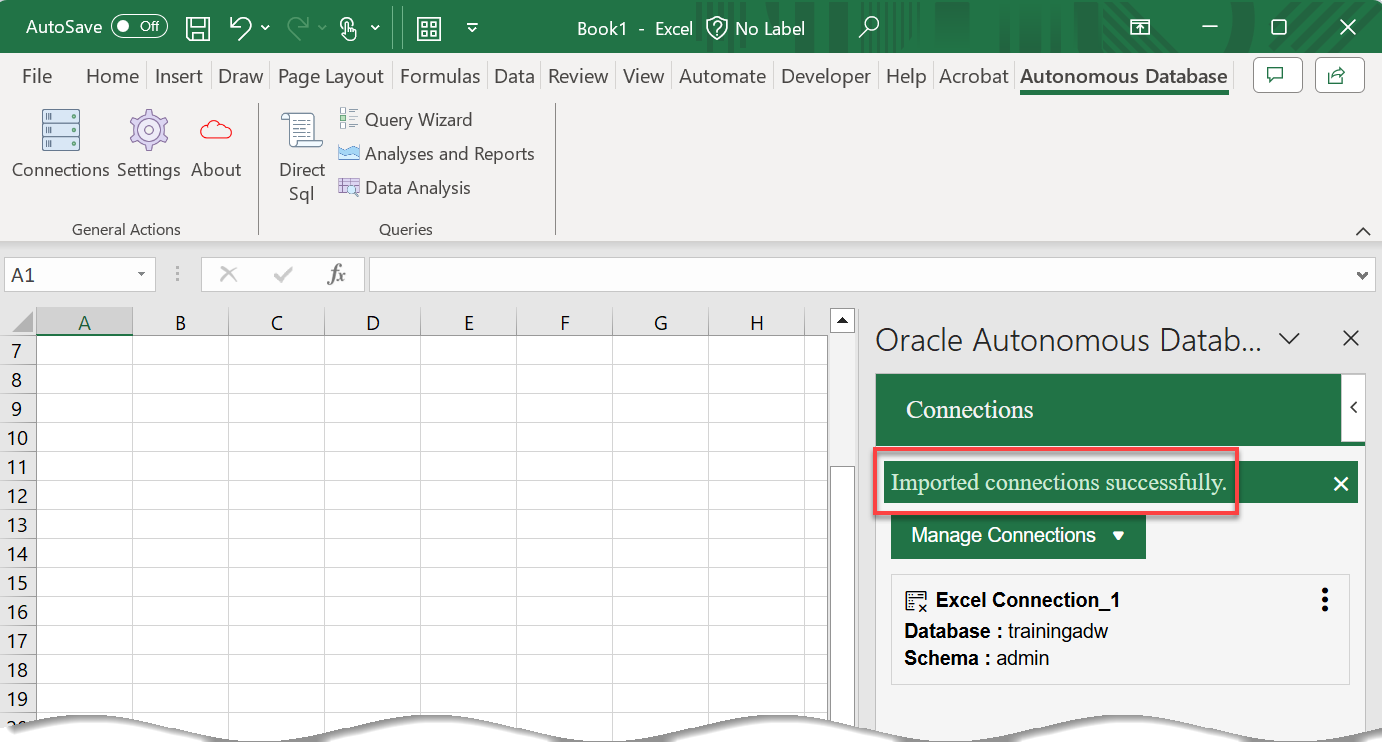 AutoSave Off Book1 - Excel No Label
File Home Insert Draw Page Layout Formulas Data Review View Automate Developer Help Acrobat Autonomous Database
Connections Settings About
Direct Sql
Query Wizard
Analyses and Reports
Data Analysis
General Actions Queries
A1 fx
A B C D E F G H
7
8
9
10
11
12
13
14
15
16
17
18
19
Oracle Autonomous Datab...
Connections
Imported connections successfully.
Manage Connections
Excel Connection_1
Database : trainingadw
Schema : admin